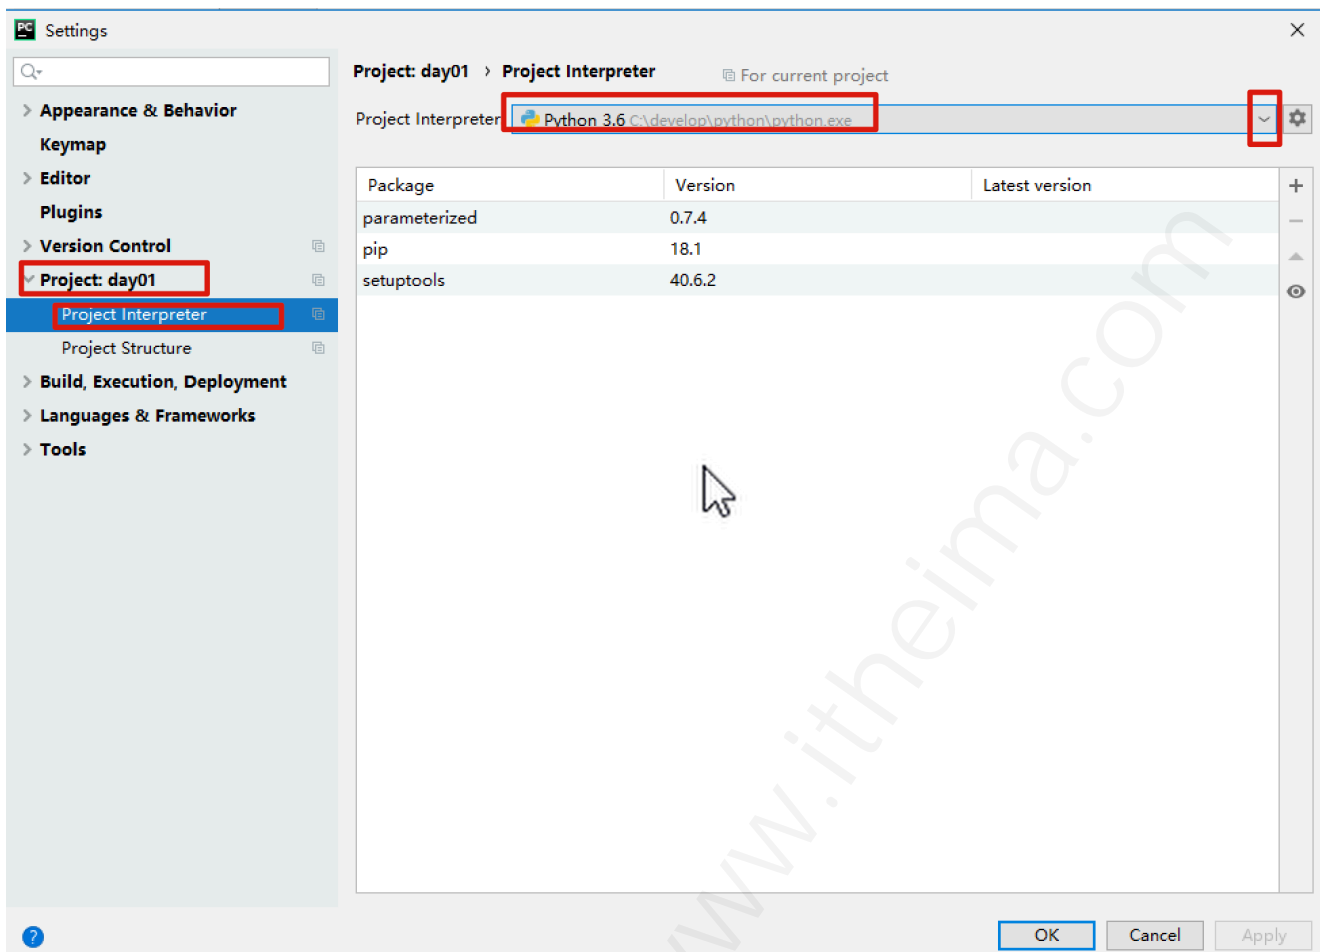 PC Settings
Project: day01 › Project Interpreter For current project
Appearance & Behavior
Keymap
Editor
Plugins
Version Control
Project: day01
Project Interpreter
Project Structure
Build, Execution, Deployment
Languages & Frameworks
Tools
Project Interpreter Python 3.6 C:\develop\python\python.exe
Package Version Latest version
parameterized 0.7.4
pip 18.1
setuptools 40.6.2
www.itheima.com
? OK Cancel Apply